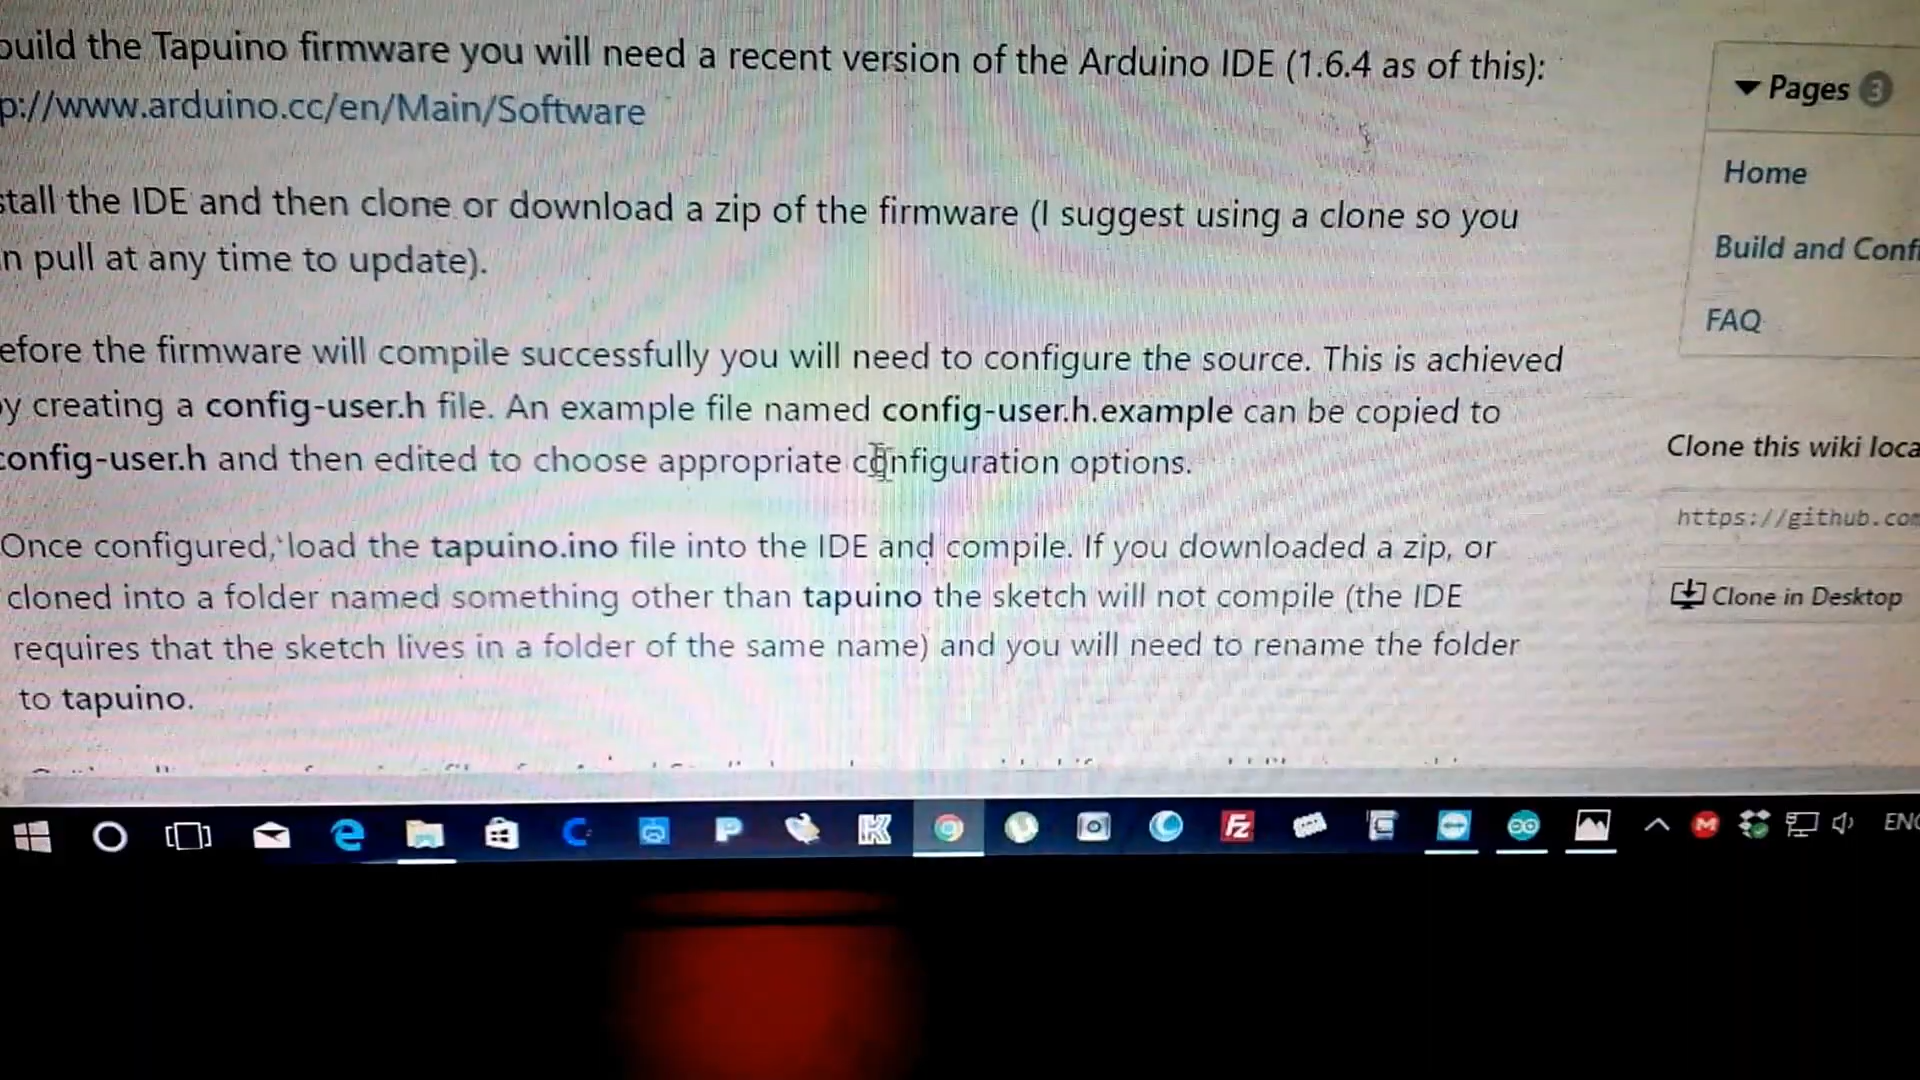 build the Tapuino firmware you will need a recent version of the Arduino IDE (1.6.4 as of this):
p://www.arduino.cc/en/Main/Software
stall the IDE and then clone or download a zip of the firmware (I suggest using a clone so you
n pull at any time to update).
efore the firmware will compile successfully you will need to configure the source. This is achieved
by creating a config-user.h file. An example file named config-user.h.example can be copied to
config-user.h and then edited to choose appropriate configuration options.
Once configured, load the tapuino.ino file into the IDE and compile. If you downloaded a zip, or
cloned into a folder named something other than tapuino the sketch will not compile (the IDE
requires that the sketch lives in a folder of the same name) and you will need to rename the folder
to tapuino.
Pages 3
Home
Build and Confi
FAQ
Clone this wiki loca
https://github.com
Clone in Desktop
ENG